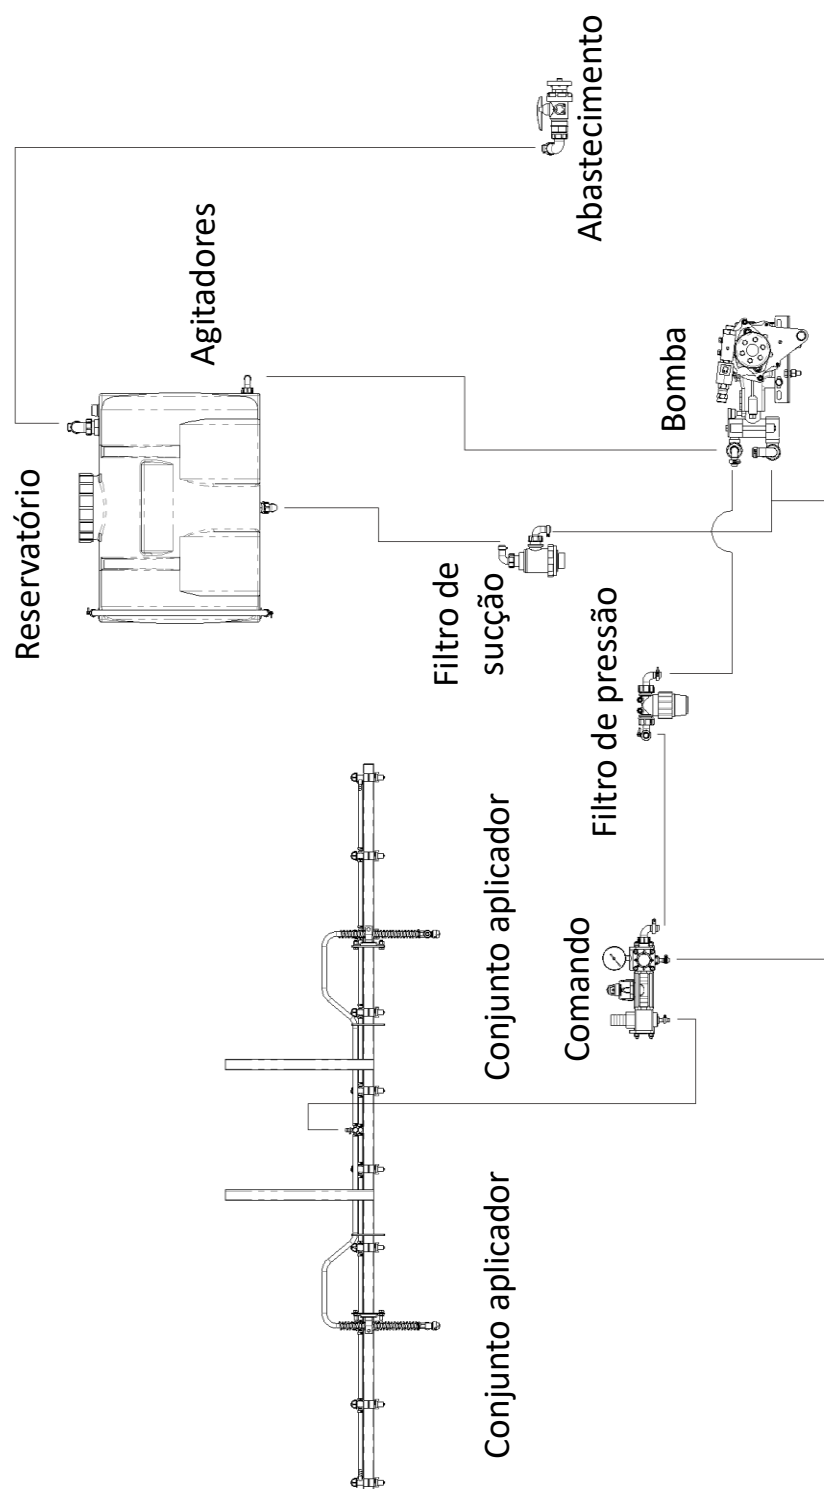 Reservatório
Agitadores
Abastecimento
Filtro de
sucção
Bomba
Filtro de pressão
Comando
Conjunto aplicador
Conjunto aplicador